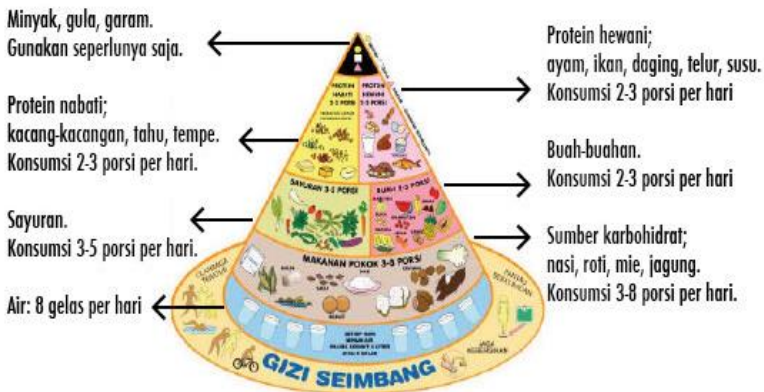 Minyak, gula, garam.
Gunakan seperlunya saja.
Protein nabati;
kacang-kacangan, tahu, tempe.
Konsumsi 2-3 porsi per hari.
Sayuran.
Konsumsi 3-5 porsi per hari.
Air: 8 gelas per hari
Protein hewani;
ayam, ikan, daging, telur, susu.
Konsumsi 2-3 porsi per hari
Buah-buahan.
Konsumsi 2-3 porsi per hari
Sumber karbohidrat;
nasi, roti, mie, jagung.
Konsumsi 3-8 porsi per hari.
PROTEIN
NABATI
PROTEIN
HEWANI
SAYURAN 3-5 PORSI
BUAH 2-3 PORSI
MAKANAN POKOK 3-8 PORSI
OLAHRAGA
GIZI SEIMBANG